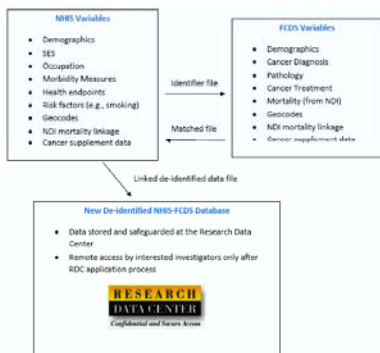 NHIS Variables
• Demographics
• SES
• Occupation
• Morbidity Measures
• Health endpoints
• Risk factors (e.g., smoking)
• Geocodes
• NDI mortality linkage
• Cancer supplement data
Identifier file
Matched file
FCDS Variables
• Demographics
• Cancer Diagnosis
• Pathology
• Cancer Treatment
• Mortality (from NDI)
• Geocodes
• NDI mortality linkage
• Cancer supplement data
Linked de-identified data file
New De-identified NHIS-FCDS Database
• Data stored and safeguarded at the Research Data
Center
• Remote access by interested investigators only after
RDC application process
RESEARCH
DATA CENTER
Confidential and Secure Access